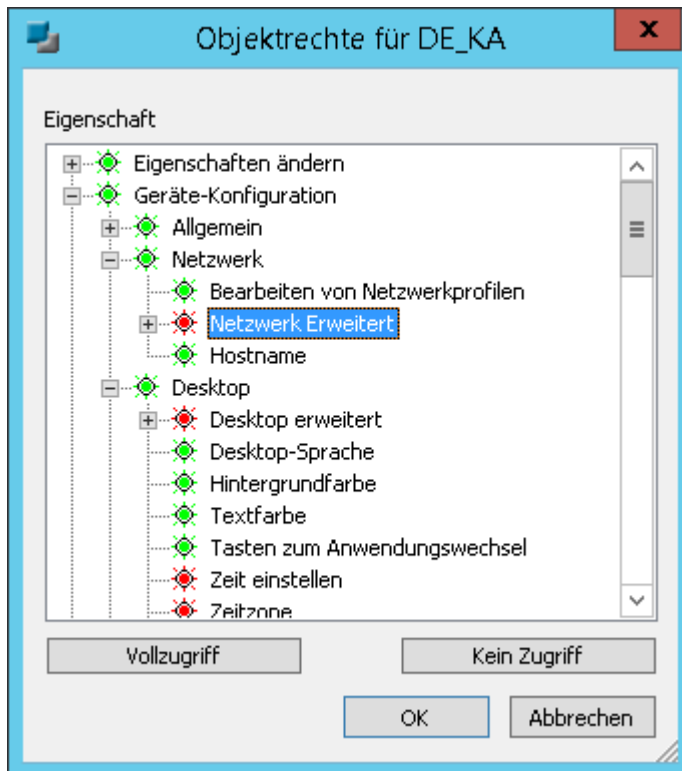 Objektrechte für DE_KA
Eigenschaft
Eigenschaften ändern
Geräte-Konfiguration
Allgemein
Netzwerk
Bearbeiten von Netzwerkprofilen
Netzwerk Erweitert
Hostname
Desktop
Desktop erweitert
Desktop-Sprache
Hintergrundfarbe
Textfarbe
Tasten zum Anwendungswechsel
Zeit einstellen
Zeitzone
Vollzugriff Kein Zugriff
OK Abbrechen